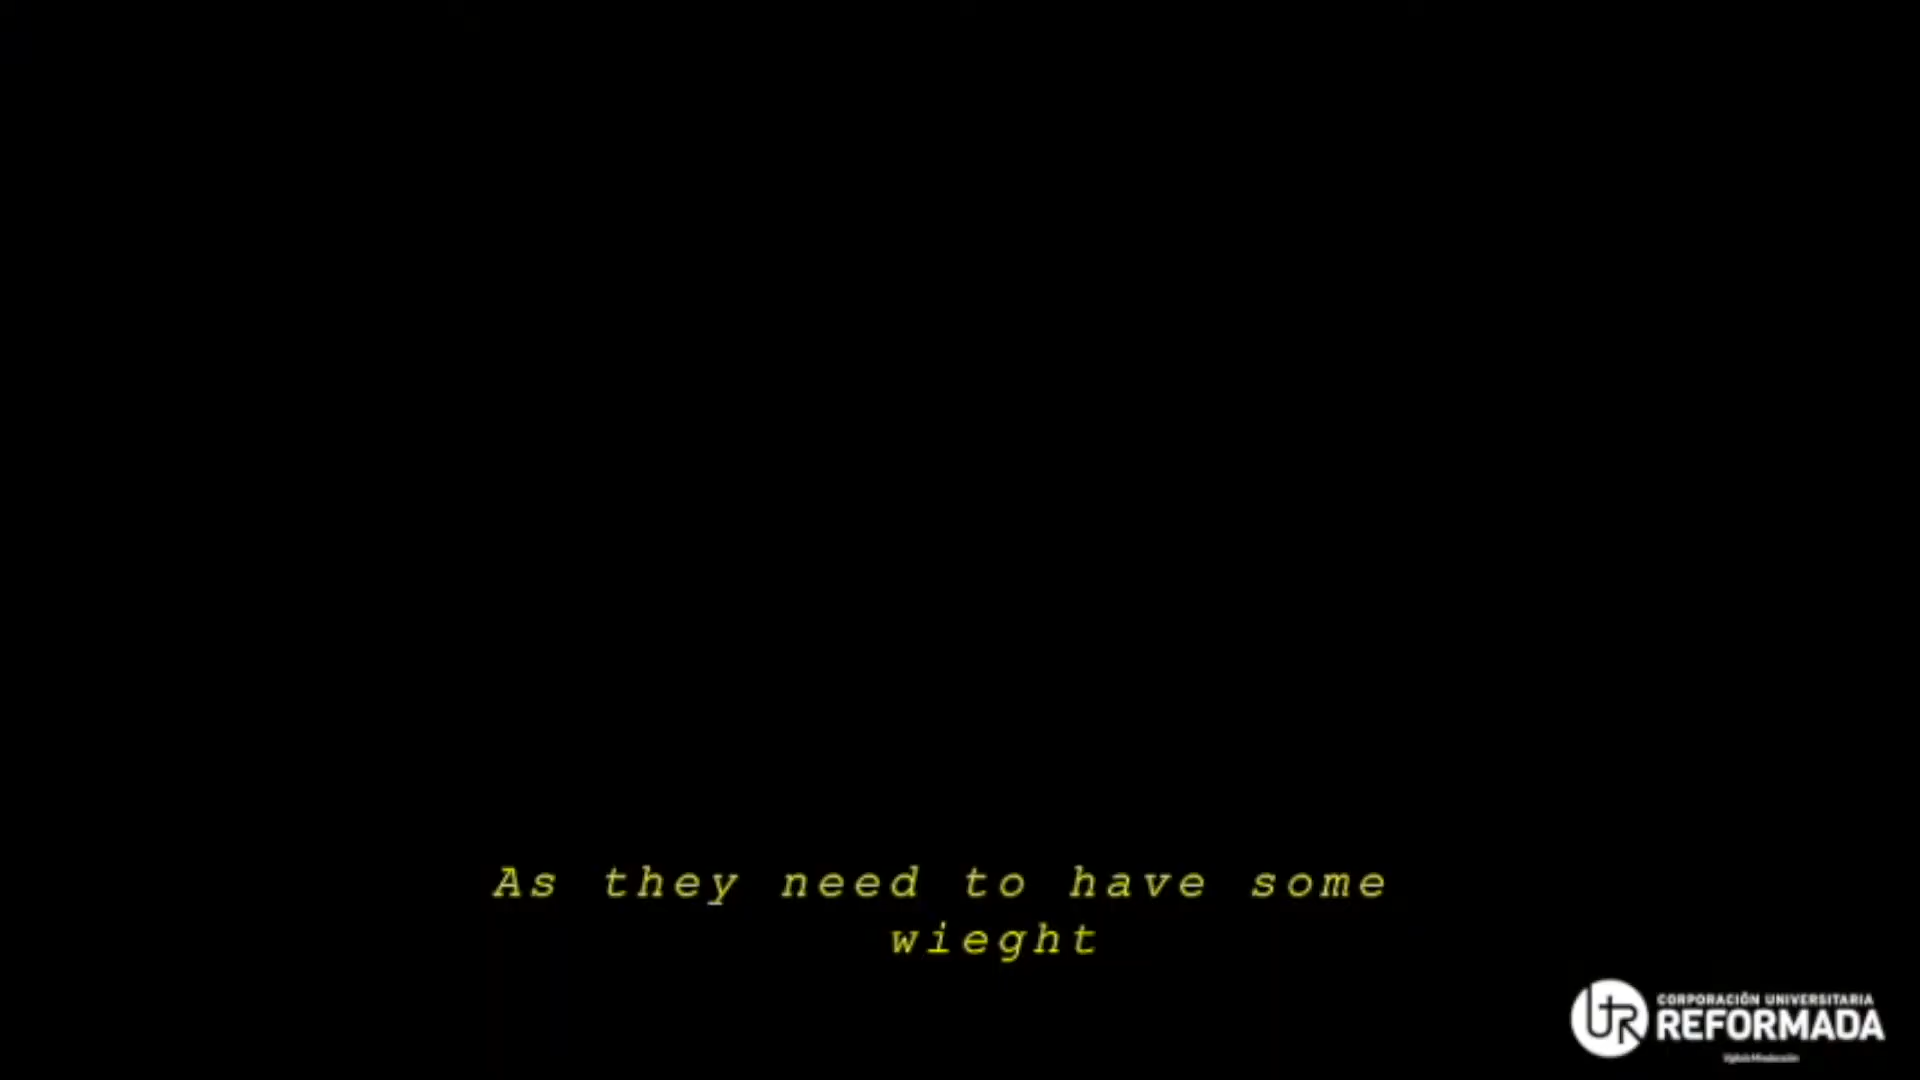 As they need to have some
wieght
CORPORACIÓN UNIVERSITARIA
REFORMADA